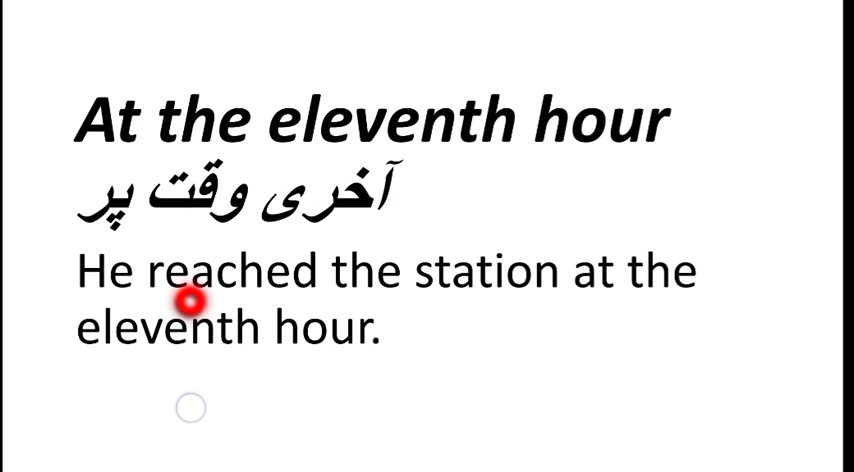 At the eleventh hour
آخری وقت پر
He reached the station at the
eleventh hour.